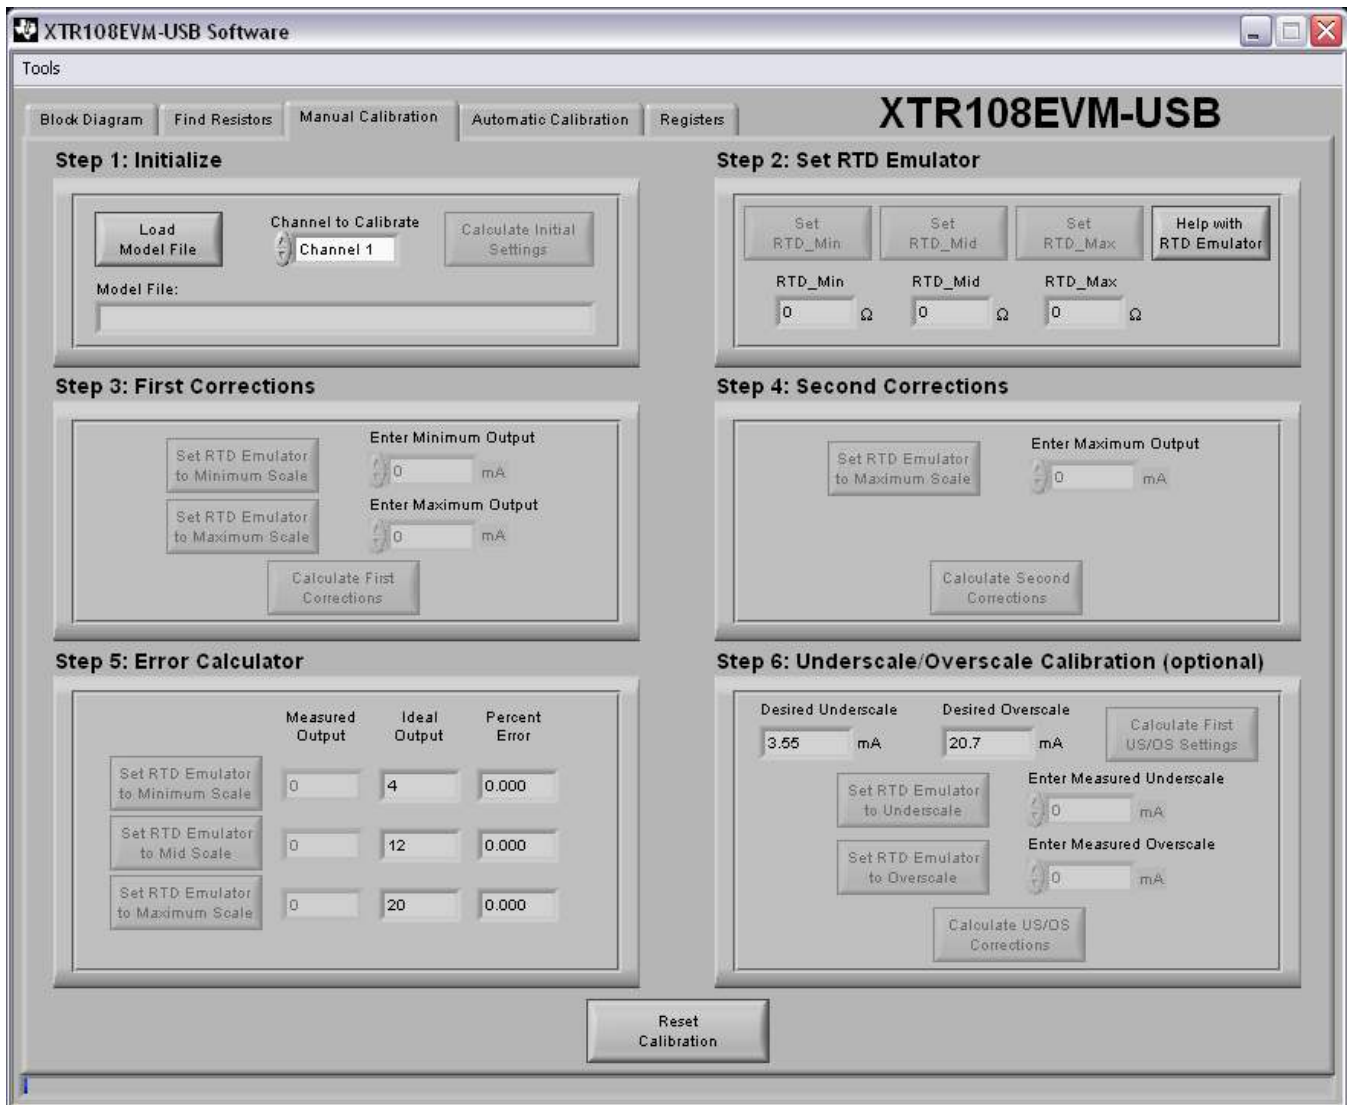 XTR108EVM-USB Software
Tools
Block Diagram
Find Resistors
Manual Calibration
Automatic Calibration
Registers
XTR108EVM-USB
Step 1: Initialize
Load
Model File
Channel to Calibrate
Channel 1
Calculate Initial
Settings
Model File:
Step 2: Set RTD Emulator
Set
RTD_Min
Set
RTD_Mid
Set
RTD_Max
Help with
RTD Emulator
RTD_Min
RTD_Mid
RTD_Max
0 Ω
0 Ω
0 Ω
Step 3: First Corrections
Set RTD Emulator
to Minimum Scale
Enter Minimum Output
0 mA
Set RTD Emulator
to Maximum Scale
Enter Maximum Output
0 mA
Calculate First
Corrections
Step 4: Second Corrections
Set RTD Emulator
to Maximum Scale
Enter Maximum Output
0 mA
Calculate Second
Corrections
Step 5: Error Calculator
Measured
Output
Ideal
Output
Percent
Error
Set RTD Emulator
to Minimum Scale
0 4 0.000
Set RTD Emulator
to Mid Scale
0 12 0.000
Set RTD Emulator
to Maximum Scale
0 20 0.000
Step 6: Underscale/Overscale Calibration (optional)
Desired Underscale
3.55 mA
Desired Overscale
20.7 mA
Calculate First
US/OS Settings
Set RTD Emulator
to Underscale
Enter Measured Underscale
0 mA
Set RTD Emulator
to Overscale
Enter Measured Overscale
0 mA
Calculate US/OS
Corrections
Reset
Calibration